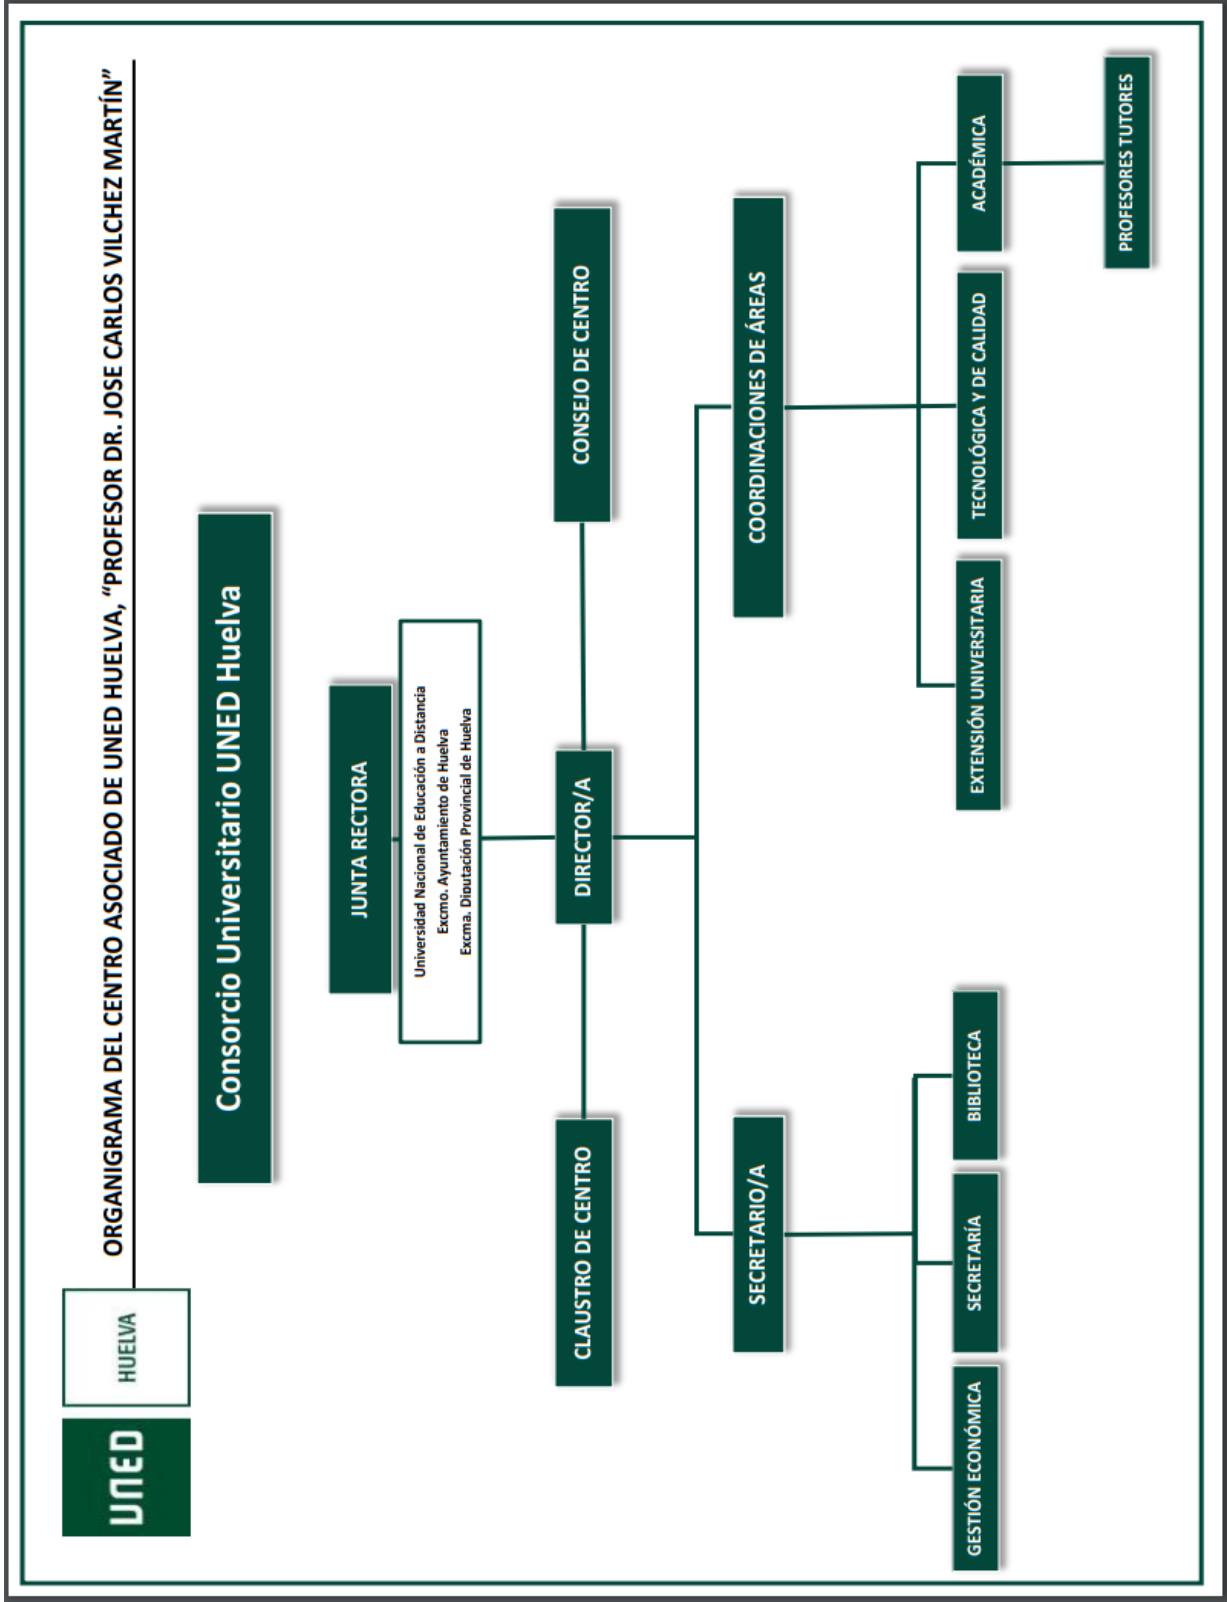 UNED
HUELVA
ORGANIGRAMA DEL CENTRO ASOCIADO DE UNED HUELVA, “PROFESOR DR. JOSE CARLOS VILCHEZ MARTÍN”
Consorcio Universitario UNED Huelva
JUNTA RECTORA
Universidad Nacional de Educación a Distancia
Excmo. Ayuntamiento de Huelva
Excma. Diputación Provincial de Huelva
CLAUSTRO DE CENTRO
DIRECTOR/A
CONSEJO DE CENTRO
SECRETARIO/A
COORDINACIONES DE ÁREAS
GESTIÓN ECONÓMICA
SECRETARÍA
BIBLIOTECA
EXTENSIÓN UNIVERSITARIA
TECNOLÓGICA Y DE CALIDAD
ACADÉMICA
PROFESORES TUTORES